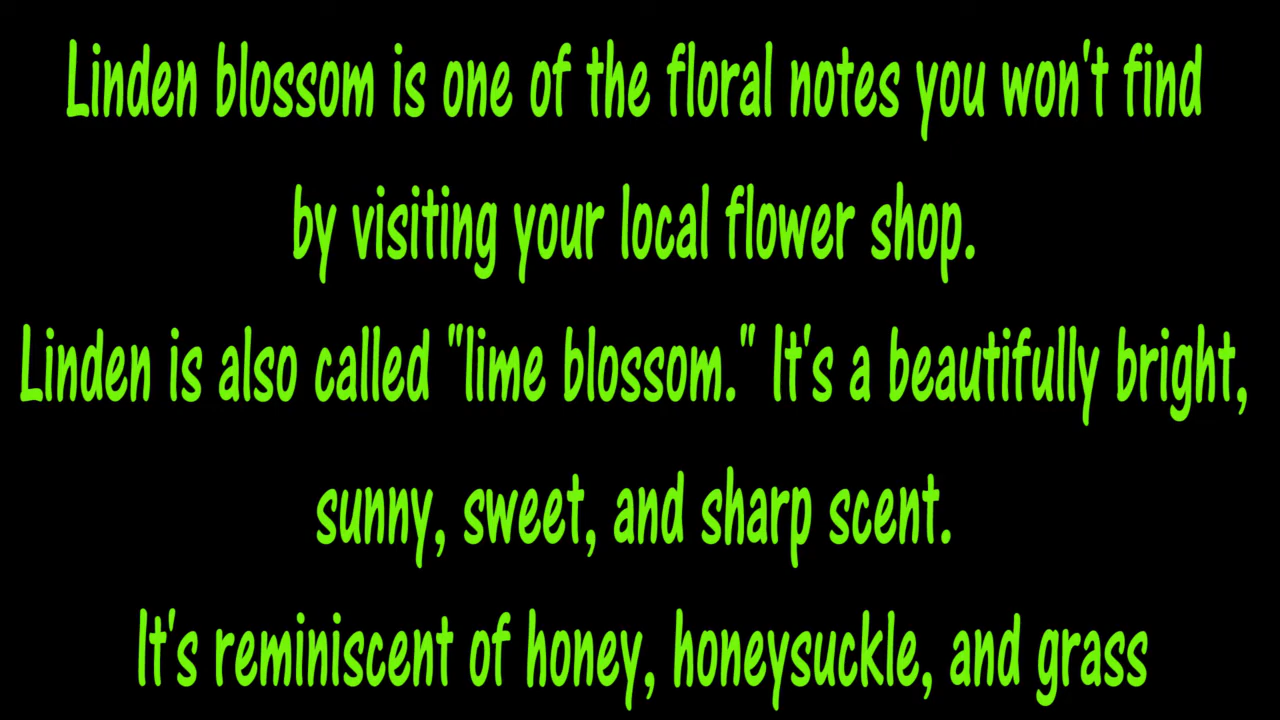 Linden blossom is one of the floral notes you won't find
by visiting your local flower shop.
Linden is also called "lime blossom." It's a beautifully bright,
sunny, sweet, and sharp scent.
It's reminiscent of honey, honeysuckle, and grass